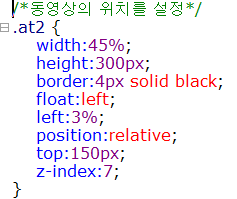 /*동영상의 위치를 설정*/
.at2 {
width:45%;
height:300px;
border:4px solid black;
float:left;
left:3%;
position:relative;
top:150px;
z-index:7;
}